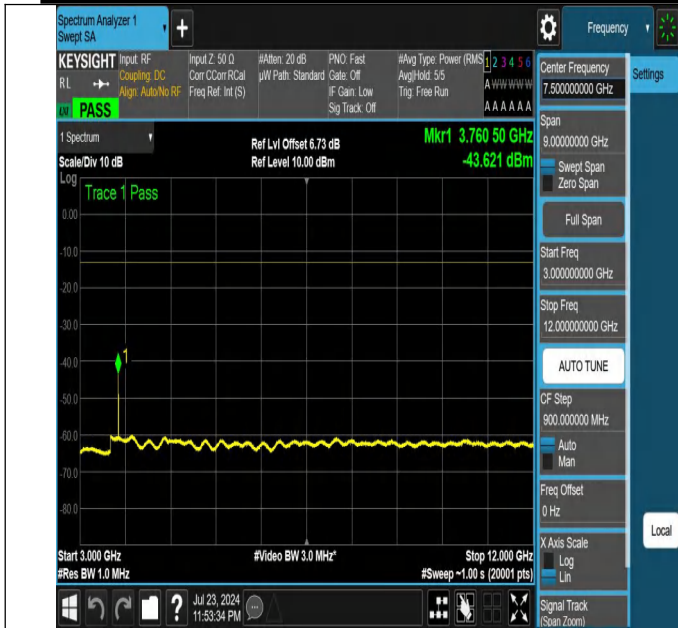 Spectrum Analyzer 1
Swept SA
+
Frequency
KEYSIGHT
RL
LXI
PASS
Input: RF
Coupling: DC
Align: Auto/No RF
Input Z: 50 Ω
Corr CCorr RCal
Freq Ref: Int (S)
#Atten: 20 dB
µW Path: Standard
PNO: Fast
Gate: Off
IF Gain: Low
Sig Track: Off
#Avg Type: Power (RMS
Avg|Hold: 5/5
Trig: Free Run
1 2 3 4 5 6
A W W W W W
A A A A A A
1 Spectrum
Scale/Div 10 dB
Log
Ref Lvl Offset 6.73 dB
Ref Level 10.00 dBm
Mkr1 3.760 50 GHz
-43.621 dBm
Trace 1 Pass
0.00
-10.0
-20.0
-30.0
-40.0
-50.0
-60.0
-70.0
-80.0
1
Start 3.000 GHz
#Res BW 1.0 MHz
#Video BW 3.0 MHz*
Stop 12.000 GHz
#Sweep ~1.00 s (20001 pts)
Jul 23, 2024
11:53:34 PM
?
Center Frequency
7.500000000 GHz
Settings
Span
9.00000000 GHz
Swept Span
Zero Span
Full Span
Start Freq
3.000000000 GHz
Stop Freq
12.000000000 GHz
AUTO TUNE
CF Step
900.000000 MHz
Auto
Man
Freq Offset
0 Hz
X Axis Scale
Log
Lin
Local
Signal Track
(Span Zoom)